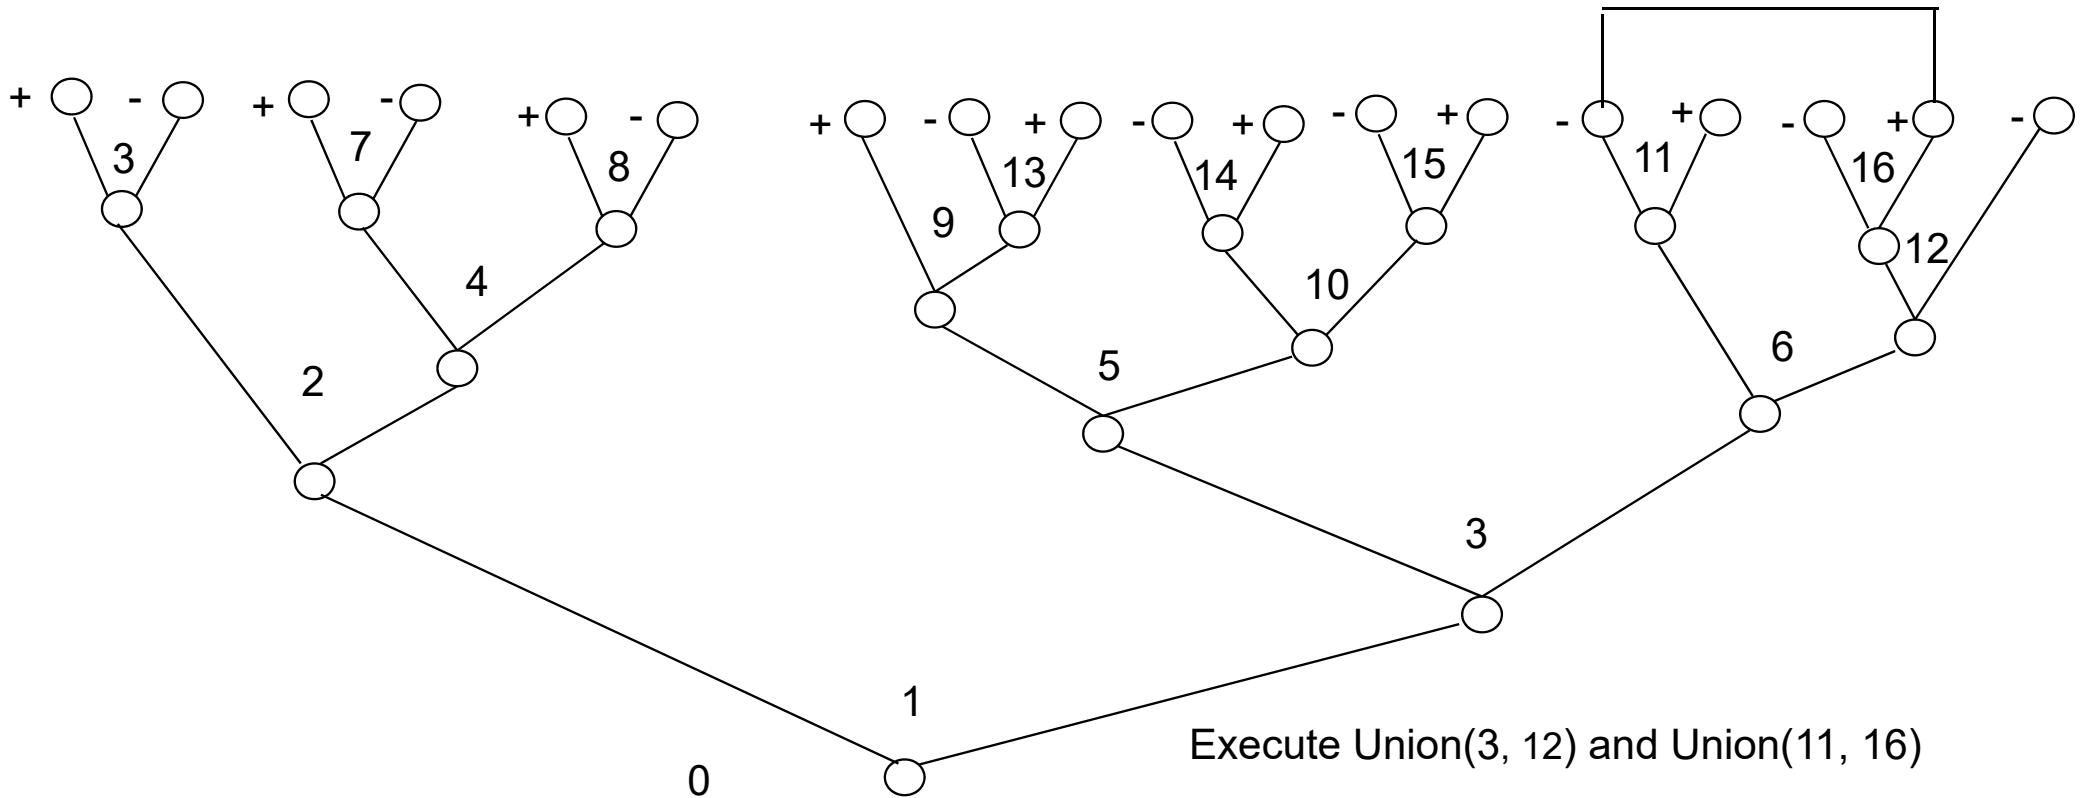 + - + - + - + - + - + - + - + - + -
3 7 8 13 14 15 11 16
9 12
4 10
2 5 6
3
1
Execute Union(3, 12) and Union(11, 16)
0